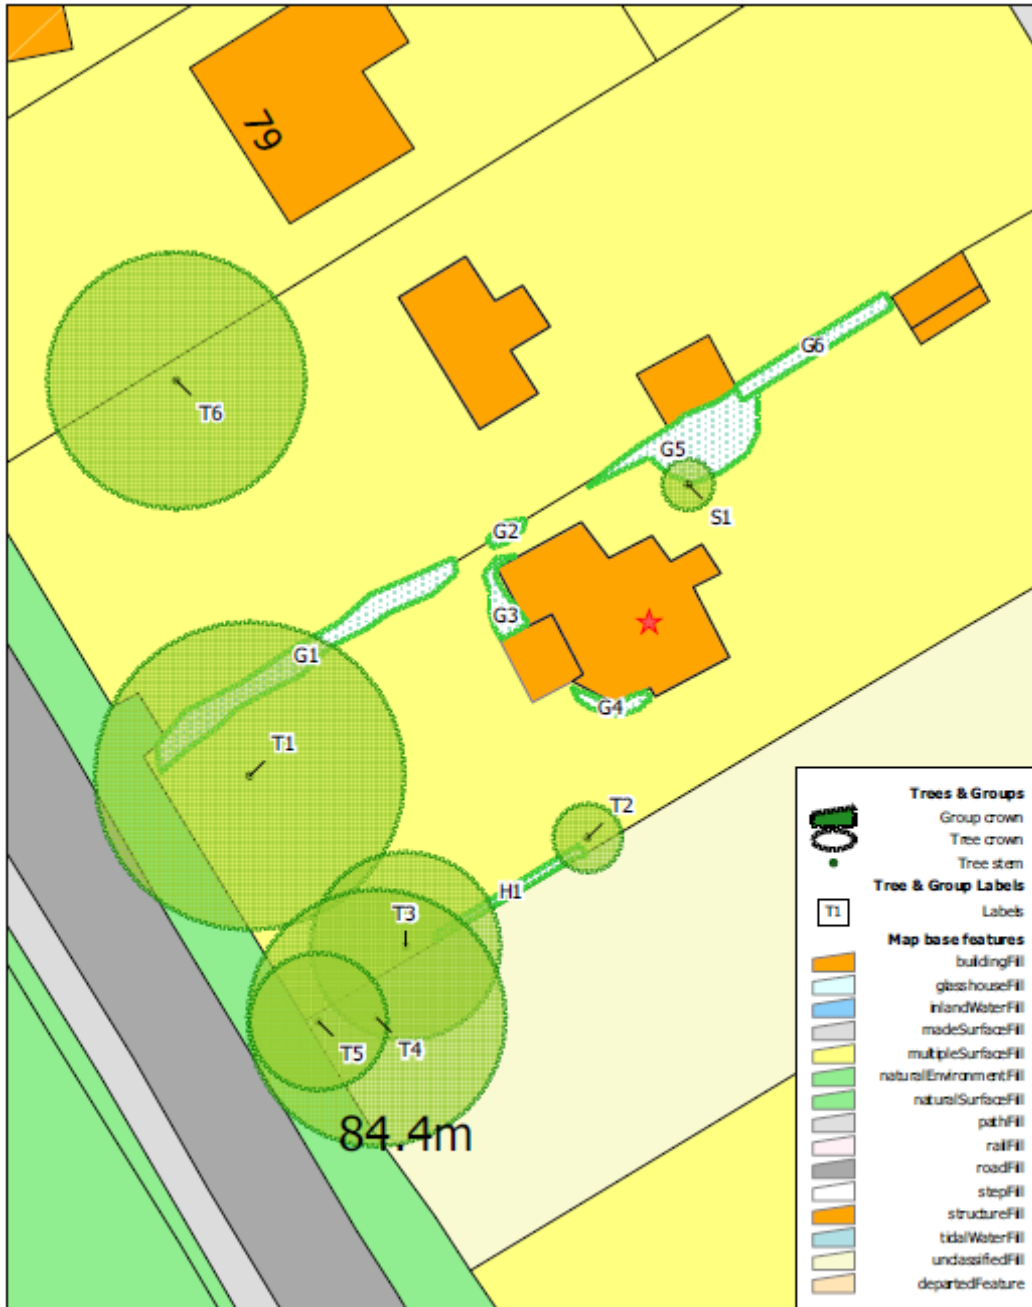 79
T6
G6
G5
S1
G2
G3
G1
G4
T1
T2
H1
T3
T5
T4
84.4m
Trees & Groups
Group crown
Tree crown
Tree stem
Tree & Group Labels
T1 Labels
Map base features
buildingFill
glasshouseFill
inlandWaterFill
madeSurfaceFill
multipleSurfaceFill
naturalEnvironmentFill
naturalSurfaceFill
pathFill
railFill
roadFill
stepFill
structureFill
tidalWaterFill
unclassifiedFill
departedFeature